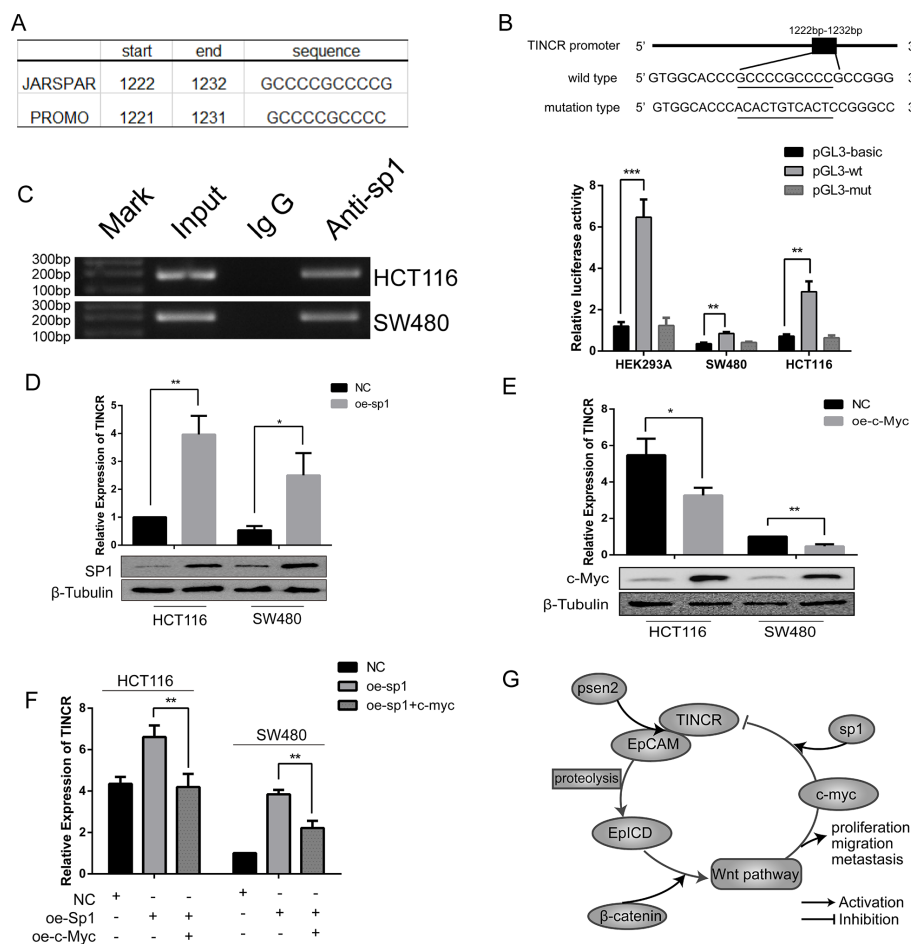 A
start end sequence
JARSPAR 1222 1232 GCCCCGCCCCG
PROMO 1221 1231 GCCCCGCCCC
B
1222bp-1232bp
TINCR promoter 5' 3
wild type 5' GTGGCACCCGCCCCGCCCCGCCGGG 3
mutation type 5' GTGGCACCCACACTGTCACTCCGGGCC 3
pGL3-basic
pGL3-wt
pGL3-mut
Relative luciferase activity
8
6
4
2
0
***
**
**
HEK293A SW480 HCT116
C
Mark Input Ig G Anti-sp1
300bp
200bp
100bp
HCT116
300bp
200bp
100bp
SW480
D
NC
oe-sp1
Relative Expression of TINCR
5
4
3
2
1
0
**
*
SP1
β-Tubulin
HCT116 SW480
E
NC
oe-c-Myc
Relative Expression of TINCR
8
6
4
2
0
*
**
c-Myc
β-Tubulin
HCT116 SW480
F
NC
oe-sp1
oe-sp1+c-myc
HCT116
SW480
Relative Expression of TINCR
8
6
4
2
0
**
**
NC + - - + - -
oe-Sp1 - + + - + +
oe-c-Myc - - + - - +
G
psen2
TINCR
EpCAM
sp1
proteolysis
c-myc
EpICD
proliferation
migration
metastasis
Wnt pathway
β-catenin
Activation
Inhibition